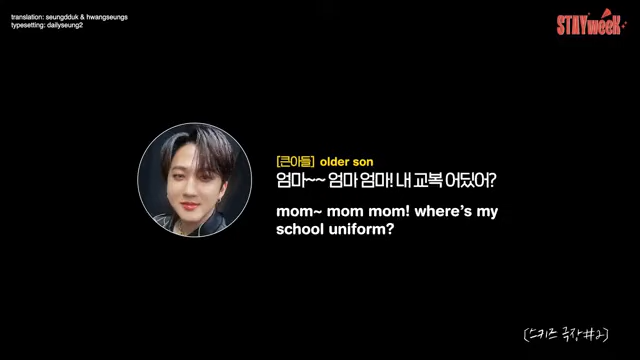 translation: seungdduk & hwangseungs
typesetting: dailyseung2
STAYweeK
[큰아들] older son
엄마~~ 엄마 엄마! 내 교복 어딨어?
mom~ mom mom! where's my
school uniform?
[스키즈 극장#2]